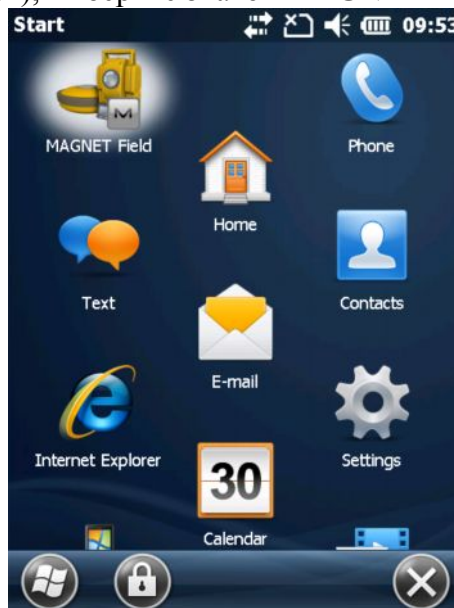 Start
09:53
MAGNET Field
Phone
Home
Text
Contacts
E-mail
Internet Explorer
Settings
30
Calendar